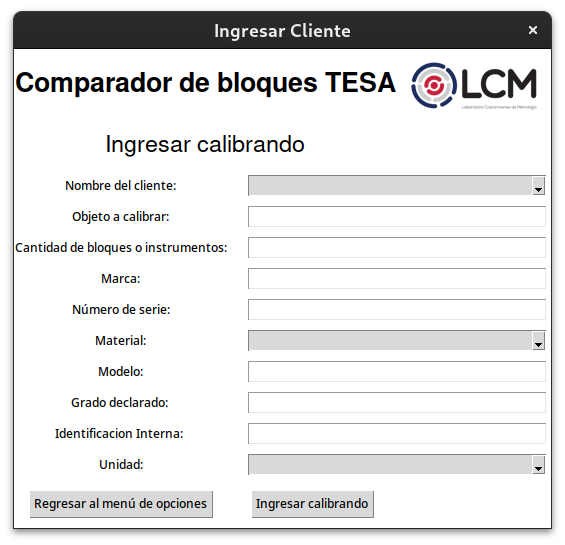 Ingresar Cliente
×
Comparador de bloques TESA
LCM
Laboratorio Costarricense de Metrología
Ingresar calibrando
Nombre del cliente:
Objeto a calibrar:
Cantidad de bloques o instrumentos:
Marca:
Número de serie:
Material:
Modelo:
Grado declarado:
Identificacion Interna:
Unidad:
Regresar al menú de opciones
Ingresar calibrando